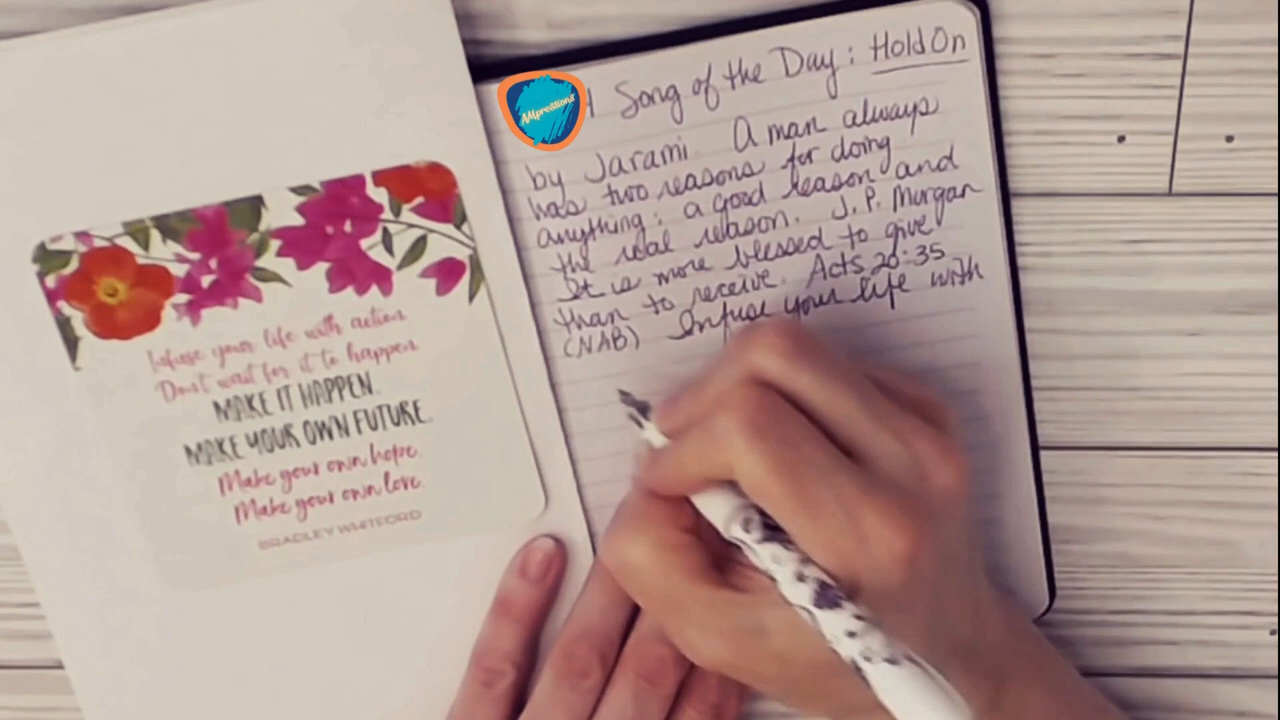 Infuse your life with action.
Don't wait for it to happen.
MAKE IT HAPPEN.
MAKE YOUR OWN FUTURE.
Make your own hope.
Make your own love.
BRADLEY WHITFORD
AMpressions
Song of the Day: Hold On
by Jarami. A man always
has two reasons for doing
anything: a good reason and
the real reason. J. P. Morgan
It is more blessed to give
than to receive. Acts 20:35
(NAB) Infuse your life with